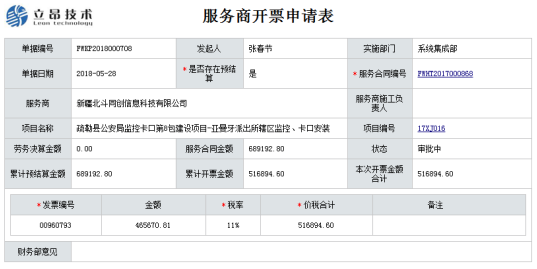 立昂技术
Leon technology
服务商开票申请表
单据编号 FWKP2018000708 发起人 张春节 实施部门 系统集成部
单据日期 2018-05-28 *是否存在预结算 是 *服务合同编号 FWHT2017000868
服务商 新疆北斗同创信息科技有限公司 服务商施工负责人
项目名称 疏勒县公安局监控卡口第8包建设项目-亚曼牙派出所辖区监控、卡口安装 项目编号 17XJ016
劳务决算金额 0.00 服务合同金额 689192.80 状态 审批中
累计预结算金额 689192.80 累计开票金额 516894.60 本次开票金额合计 516894.60
*发票编号 金额 *税率 *价税合计 备注
00960793 465670.81 11% 516894.60
财务部意见